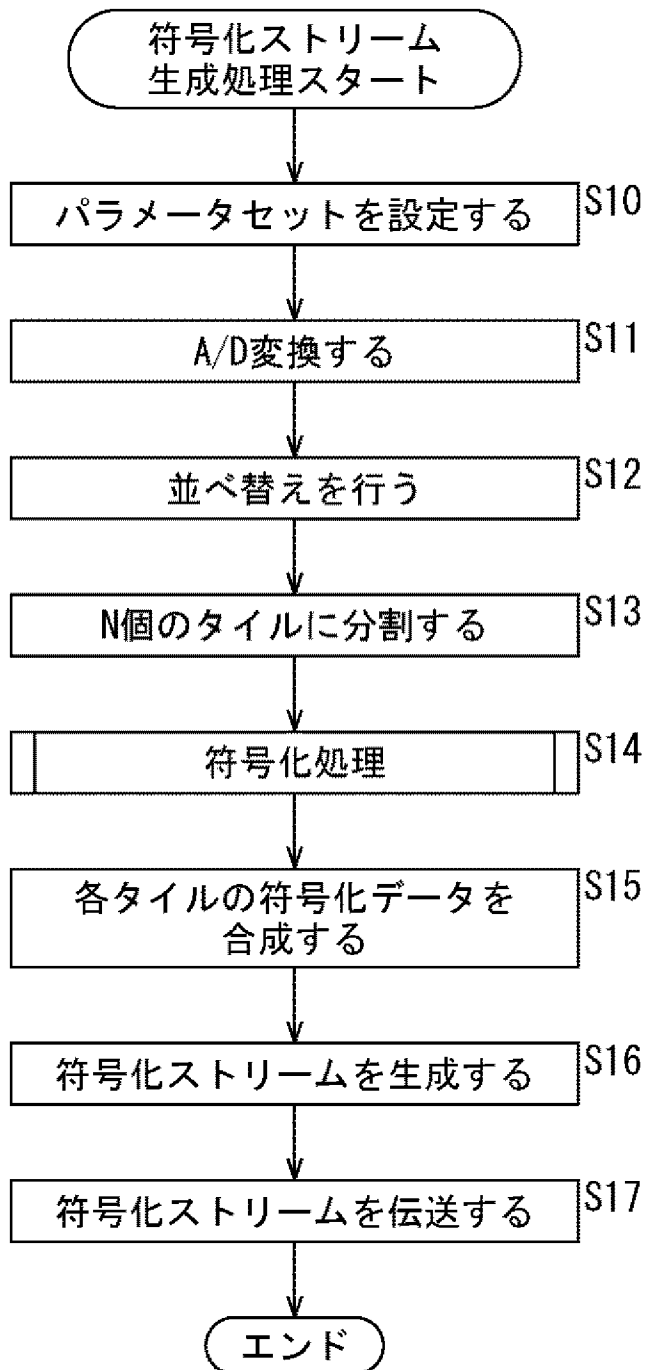 符号化ストリーム
生成処理スタート
パラメータセットを設定する
S10
A/D変換する
S11
並べ替えを行う
S12
N個のタイルに分割する
S13
符号化処理
S14
各タイルの符号化データを
合成する
S15
符号化ストリームを生成する
S16
符号化ストリームを伝送する
S17
エンド